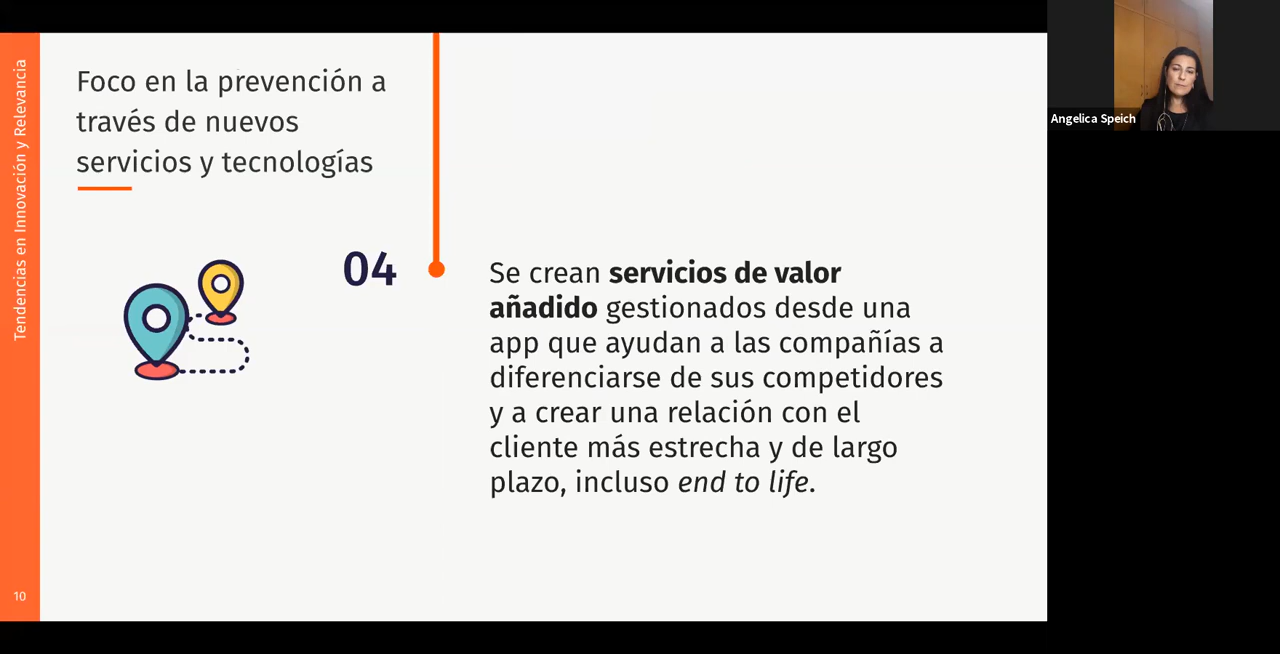 Tendencias en Innovación y Relevancia
Foco en la prevención a
través de nuevos
servicios y tecnologías
04
Se crean servicios de valor
añadido gestionados desde una
app que ayudan a las compañías a
diferenciarse de sus competidores
y a crear una relación con el
cliente más estrecha y de largo
plazo, incluso end to life.
10
Angelica Speich